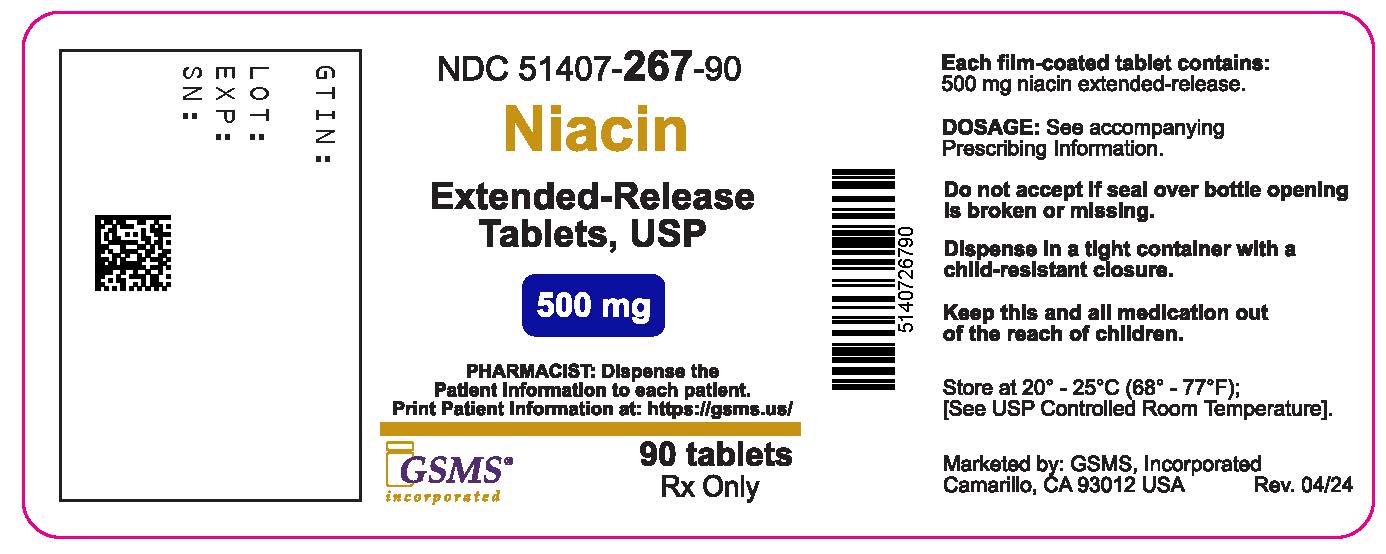 GTIN:
LOT:
EXP:
SN:
NDC 51407-267-90
Niacin
Extended-Release
Tablets, USP
500 mg
PHARMACIST: Dispense the
Patient Information to each patient.
Print Patient Information at: https://gsms.us/
GSMS®
incorporated
90 tablets
Rx Only
5140726790
Each film-coated tablet contains:
500 mg niacin extended-release.
DOSAGE: See accompanying
Prescribing Information.
Do not accept if seal over bottle opening
is broken or missing.
Dispense in a tight container with a
child-resistant closure.
Keep this and all medication out
of the reach of children.
Store at 20° - 25°C (68° - 77°F);
[See USP Controlled Room Temperature].
Marketed by: GSMS, Incorporated
Camarillo, CA 93012 USA Rev. 04/24